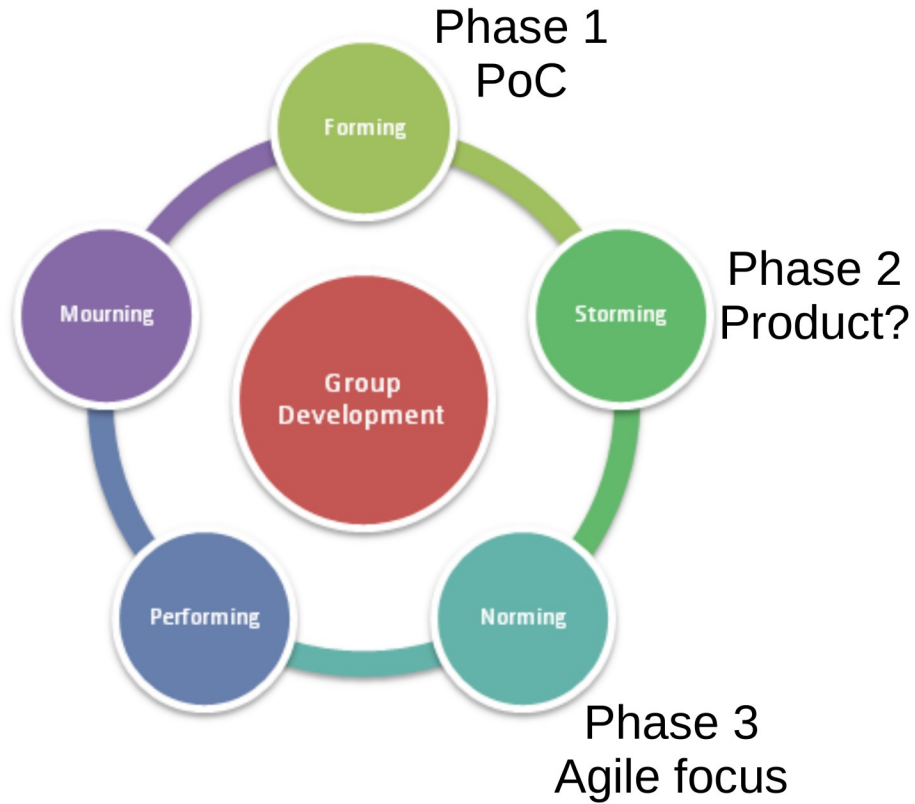 Phase 1
PoC
Forming
Phase 2
Product?
Storming
Mourning
Group
Development
Norming
Performing
Phase 3
Agile focus